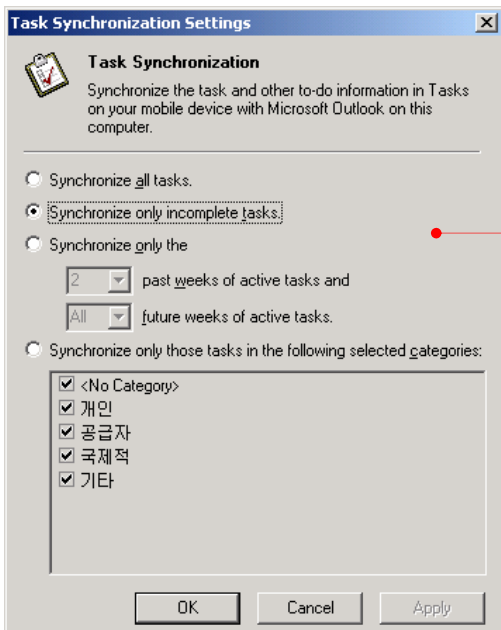 Task Synchronization Settings
Task Synchronization
Synchronize the task and other to-do information in Tasks
on your mobile device with Microsoft Outlook on this
computer.
Synchronize all tasks.
Synchronize only incomplete tasks.
Synchronize only the
2 past weeks of active tasks and
All future weeks of active tasks.
Synchronize only those tasks in the following selected categories:
<No Category>
개인
공급자
국제적
기타
OK Cancel Apply